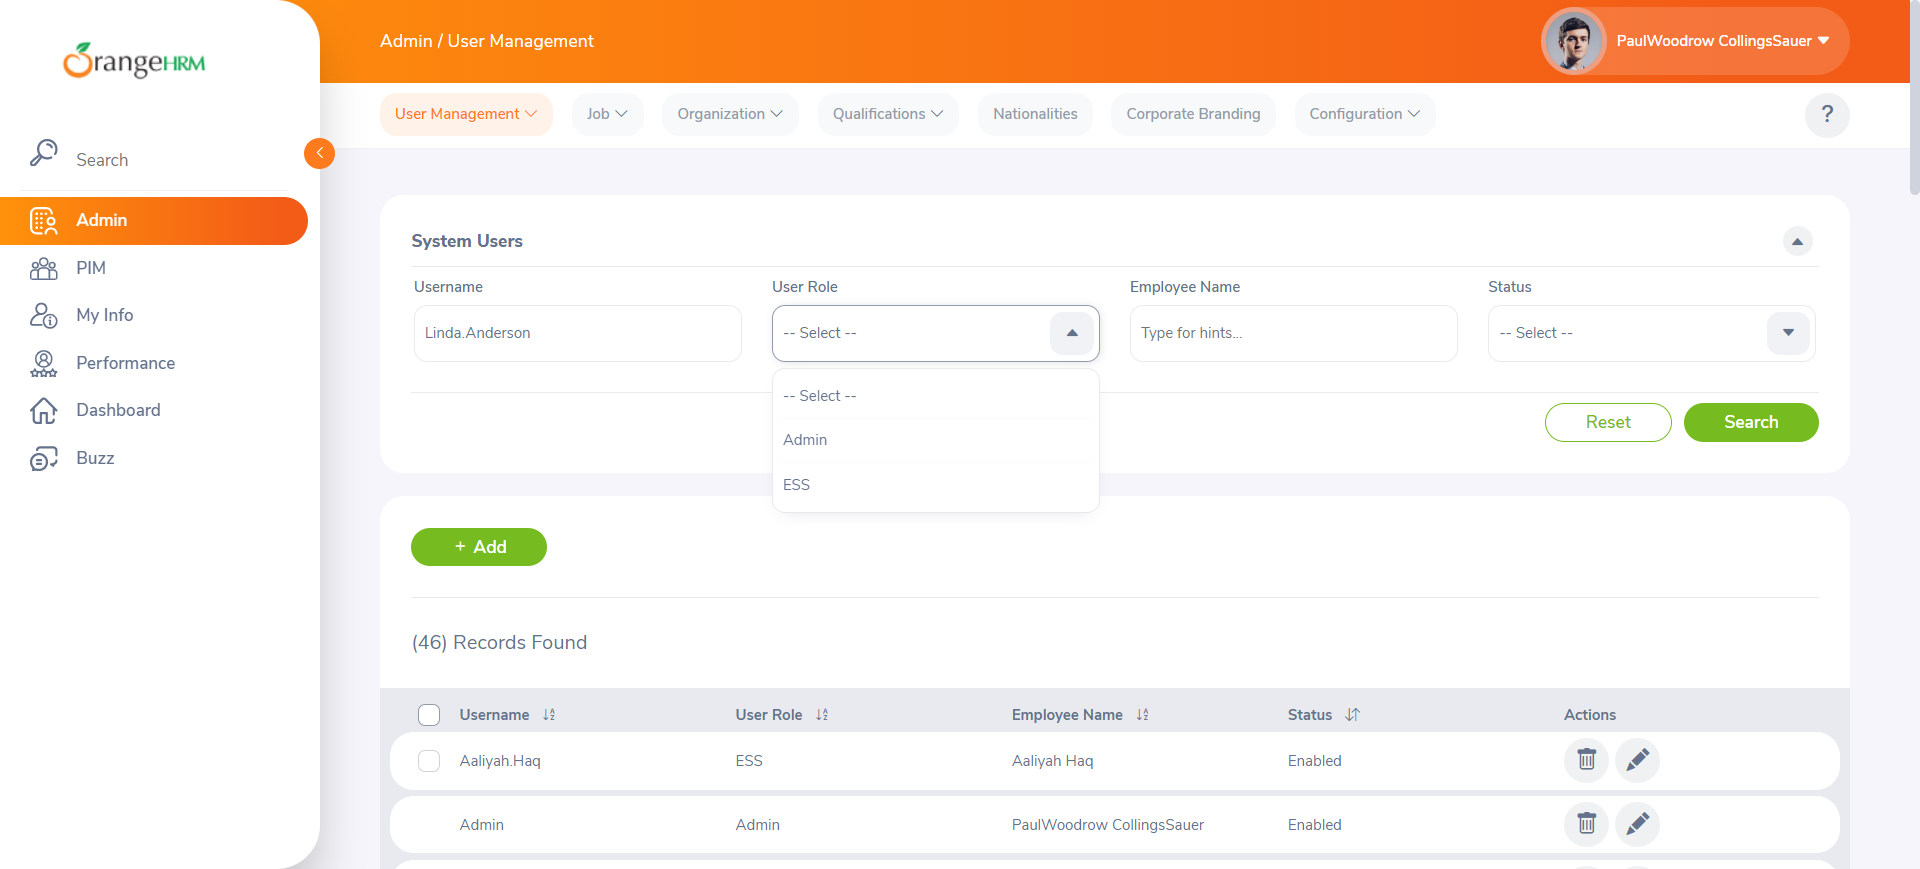 OrangeHRM
Search
Admin
PIM
My Info
Performance
Dashboard
Buzz
Admin / User Management
PaulWoodrow CollingsSauer
User Management
Job
Organization
Qualifications
Nationalities
Corporate Branding
Configuration
?
System Users
Username
User Role
Employee Name
Status
Linda.Anderson
-- Select --
Type for hints...
-- Select --
-- Select --
Admin
ESS
Reset
Search
+ Add
(46) Records Found
Username
User Role
Employee Name
Status
Actions
Aaliyah.Haq
ESS
Aaliyah Haq
Enabled
Admin
Admin
PaulWoodrow CollingsSauer
Enabled